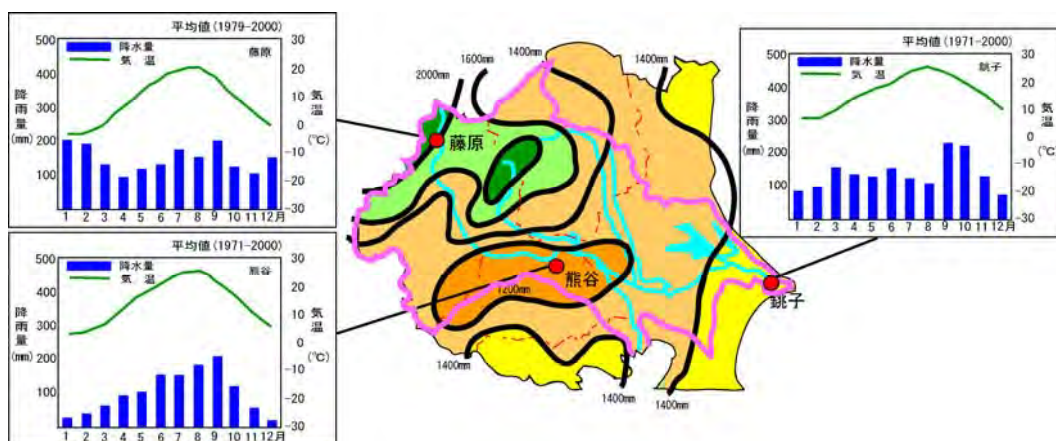 平均値(1979-2000)
降水量
気温
藤原
500
400
300
200
100
降雨量(mm)
30
20
10
0
-10
-20
-30
気温(℃)
1 2 3 4 5 6 7 8 9 10 11 12月
平均値(1971-2000)
降水量
気温
熊谷
500
400
300
200
100
降雨量(mm)
30
20
10
0
-10
-20
-30
気温(℃)
1 2 3 4 5 6 7 8 9 10 11 12月
1400mm
1600mm
2000mm
1400mm
藤原
熊谷
1200mm
銚子
1400mm
1400mm
1400mm
平均値(1971-2000)
降水量
気温
銚子
500
400
300
200
100
降雨量(mm)
30
20
10
0
-10
-20
-30
気温(℃)
1 2 3 4 5 6 7 8 9 10 11 12月